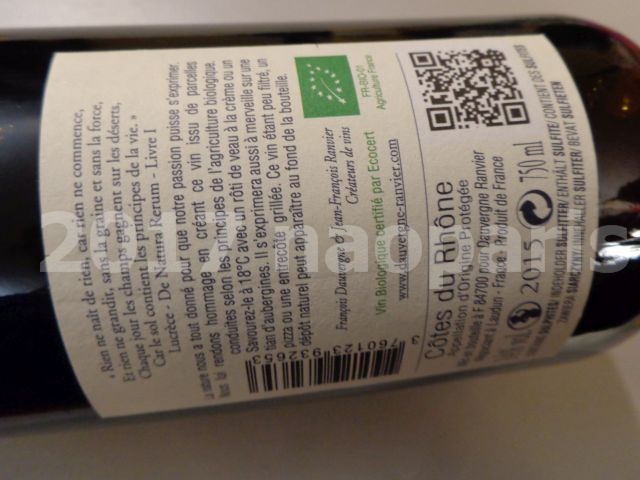 « Rien ne naît de rien, car rien ne commence,
Et rien ne grandir, sans la graine et sans la force,
Chaque jour les champs gagnent sur les déserts,
Car le sol contient les principes de la vie. »
Lucrèce - De Natura Rerum - Livre I
La nature nous a tout donné pour que notre passion puisse s'exprimer.
Nous lui rendons hommage en créant ce vin issu de parcelles
conduites selon les principes de l'agriculture biologique.
Savourez-le à 18°C avec un rôti de veau à la crème ou un
tian d'aubergines. Il s'exprimera aussi à merveille sur une
pizza ou une entrecôte grillée. Ce vin étant peu filtré, un
dépôt naturel peut apparaître au fond de la bouteille.
FR-BIO-01
Agriculture France
François Dauvergne & Jean-François Ranvier
Créateurs de vins
Vin Biologique certifié par Ecocert
www.dauvergne-ranvier.com
3 760123 932653
Côtes du Rhône
Appellation d'Origine Protégée
Mis en bouteille à F 84700 pour Dauvergne Ranvier
Négociant à Laudun - France - Produit de France
2015 750 ml
SULFITER/ ENTHÄLT SULFITE/ CONTIENT DES SULFITES
SULFITER/ BEVAT SULFIETEN